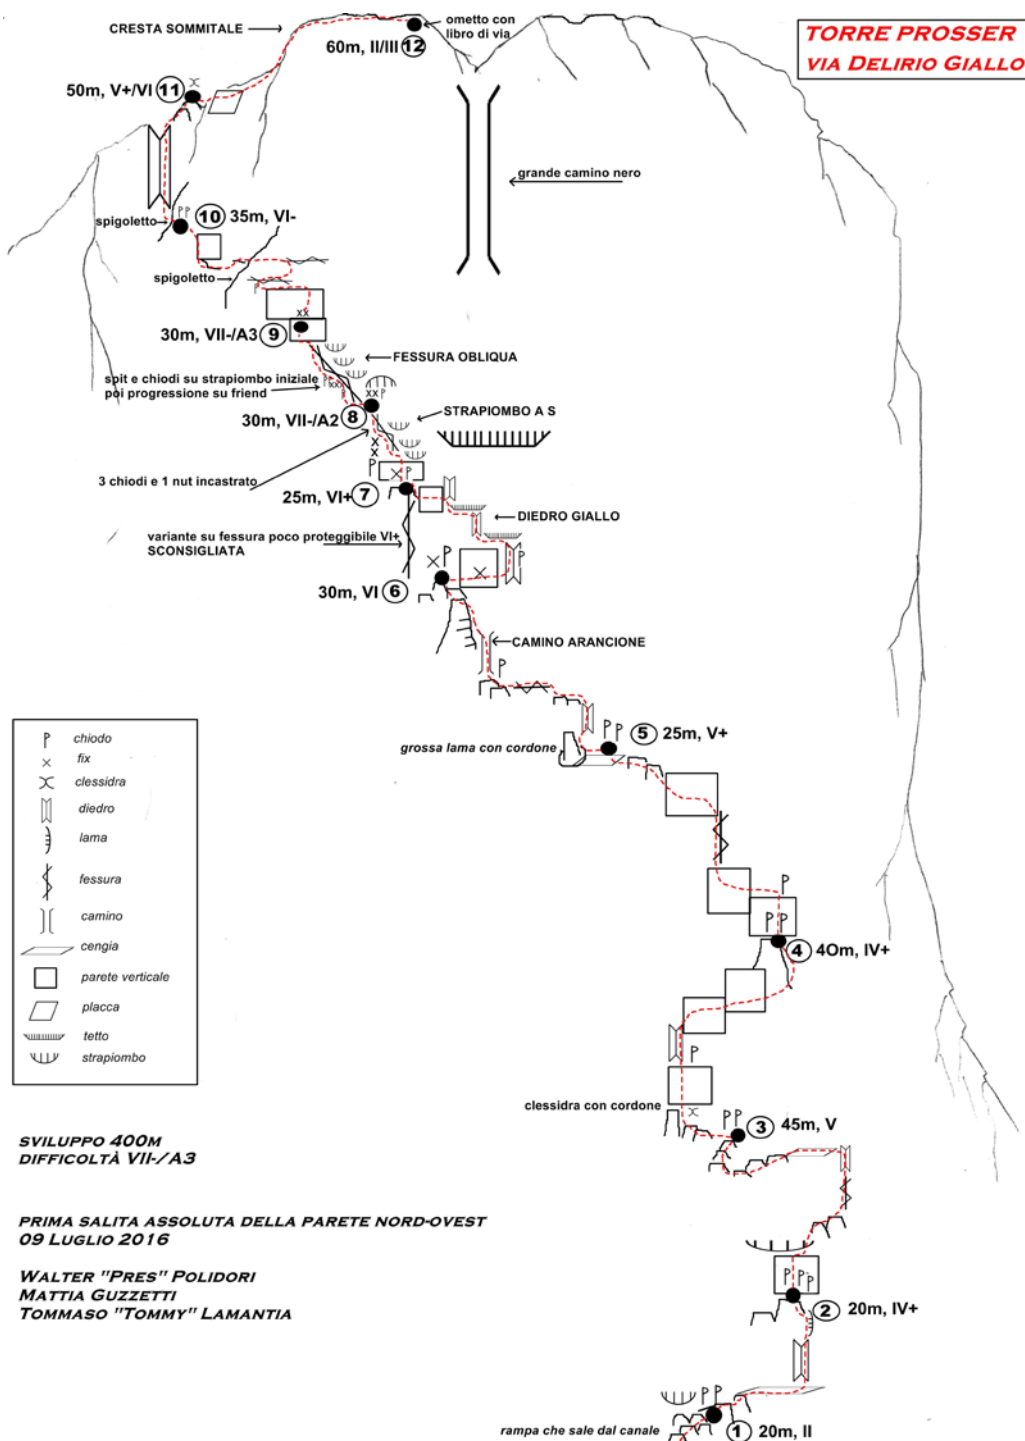 TORRE PROSSER
VIA DELIRIO GIALLO
CRESTA SOMMITALE
ometto con
libro di via
60m, II/III 12
50m, V+/VI 11
grande camino nero
spigoletto
10 35m, VI-
spigoletto
30m, VII-/A3 9
FESSURA OBLIQUA
spit e chiodi su strapiombo iniziale
poi progressione su friend
30m, VII-/A2 8
STRAPIOMBO A S
3 chiodi e 1 nut incastrato
25m, VI+ 7
DIEDRO GIALLO
variante su fessura poco proteggibile VI+
SCONSIGLIATA
30m, VI 6
CAMINO ARANCIONE
5 25m, V+
grossa lama con cordone
chiodo
fix
clessidra
diedro
lama
fessura
camino
cengia
parete verticale
placca
tetto
strapiombo
4 4Om, IV+
clessidra con cordone
3 45m, V
SVILUPPO 400M
DIFFICOLTÀ VII-/A3
PRIMA SALITA ASSOLUTA DELLA PARETE NORD-OVEST
09 LUGLIO 2016
WALTER "PRES" POLIDORI
MATTIA GUZZETTI
TOMMASO "TOMMY" LAMANTIA
2 20m, IV+
rampa che sale dal canale
1 20m, II